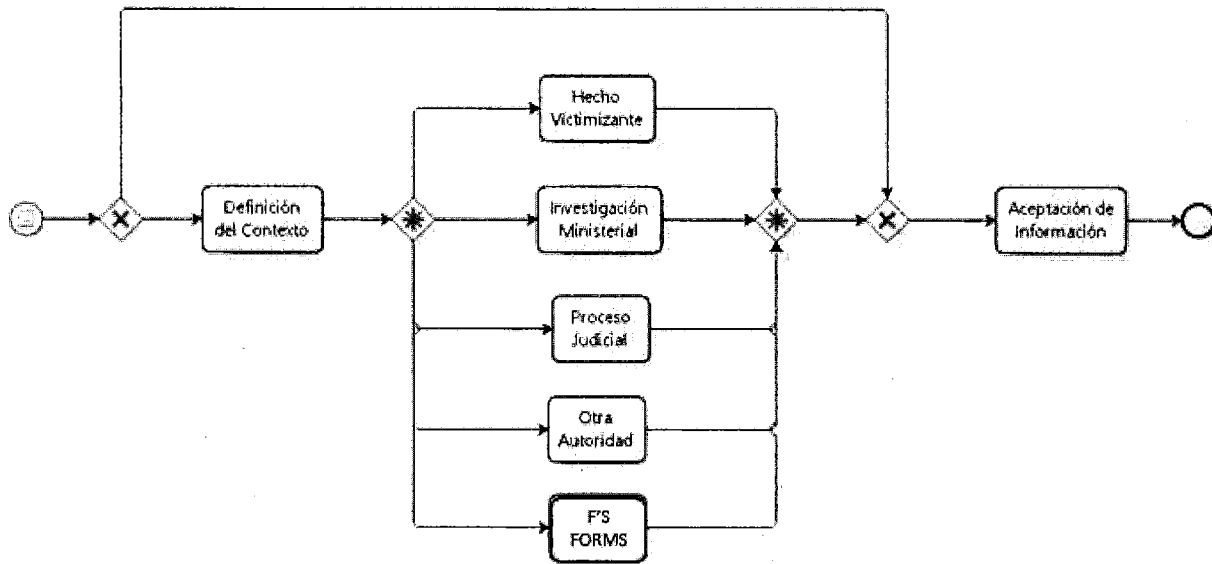 Hecho
Victimizante
Definición
del Contexto
Investigación
Ministerial
Aceptación de
Información
Proceso
Judicial
Otra
Autoridad
F'S
FORMS